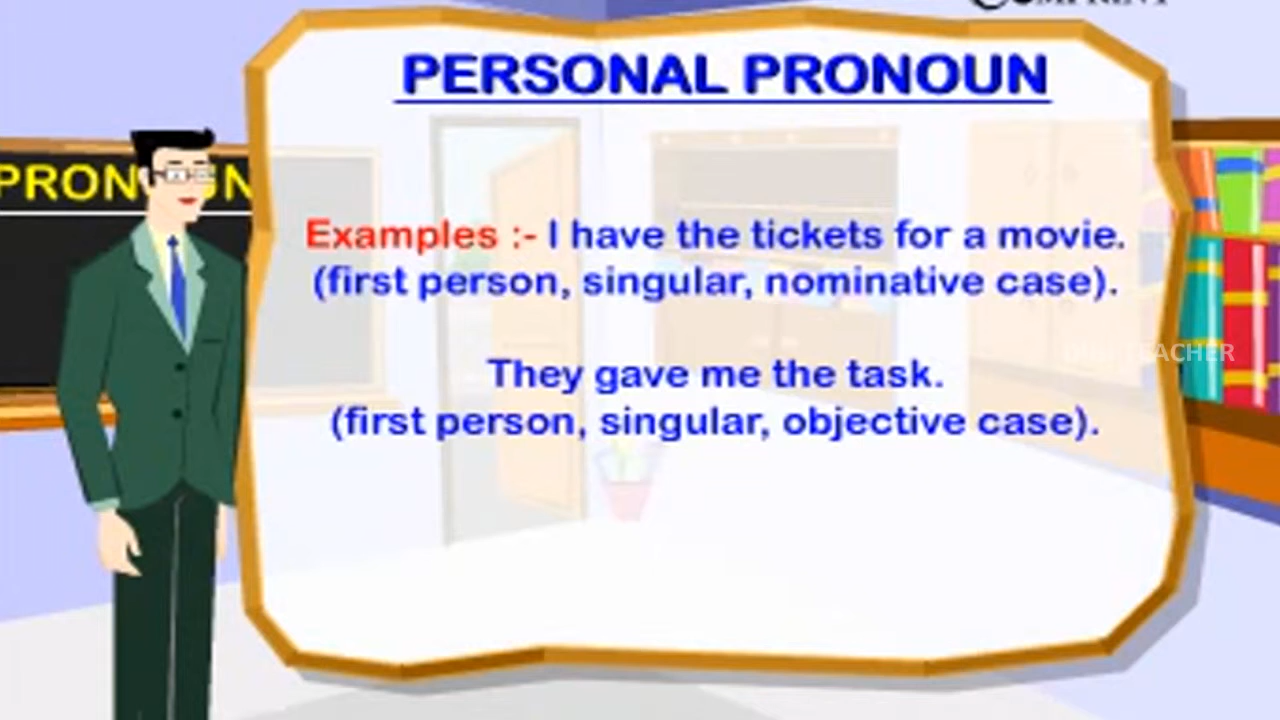 PERSONAL PRONOUN
Examples :- I have the tickets for a movie.
(first person, singular, nominative case).
They gave me the task.
(first person, singular, objective case).